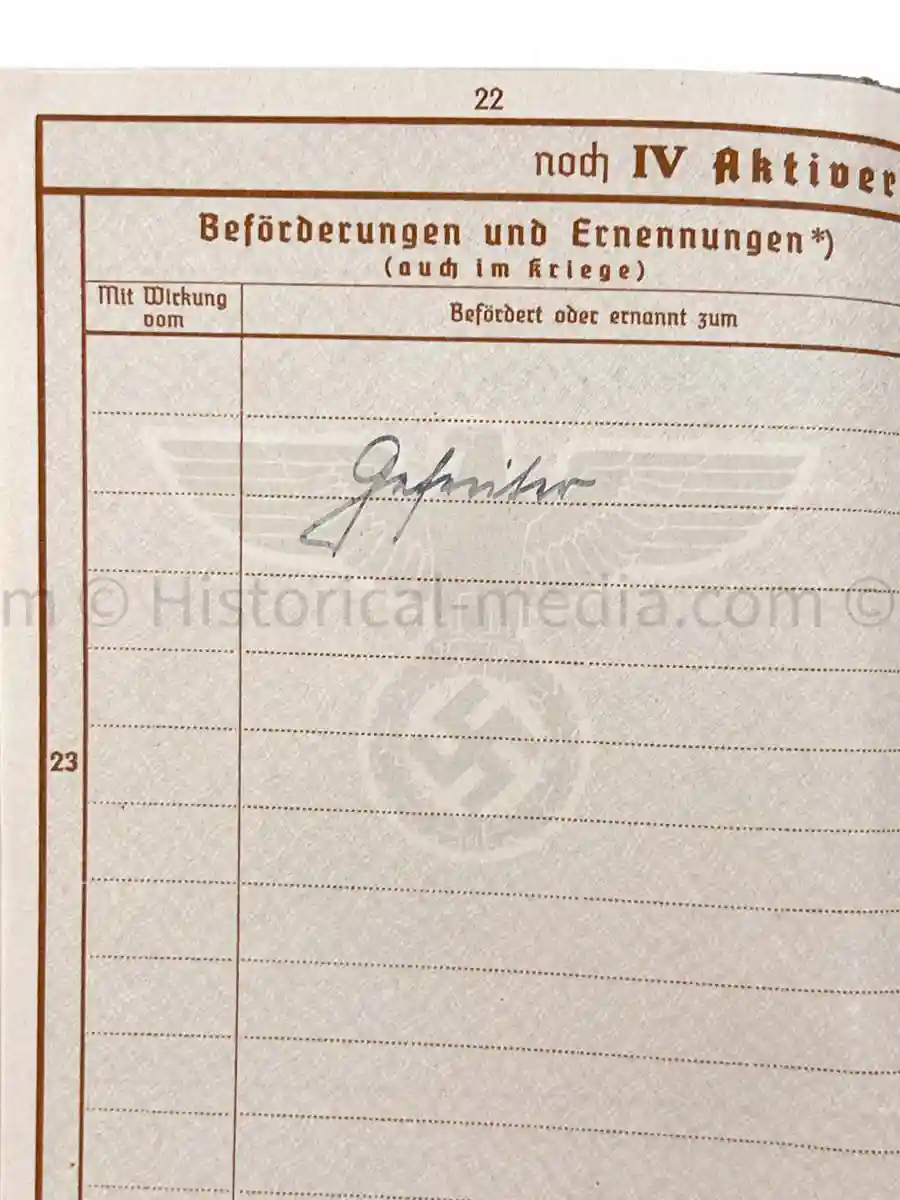 22
noch IV Aktiver
Beförderungen und Ernennungen*)
(auch im Kriege)
Mit Wirkung vom
Befördert oder ernannt zum
Gefreiter
m © Historical-media.com ©
23